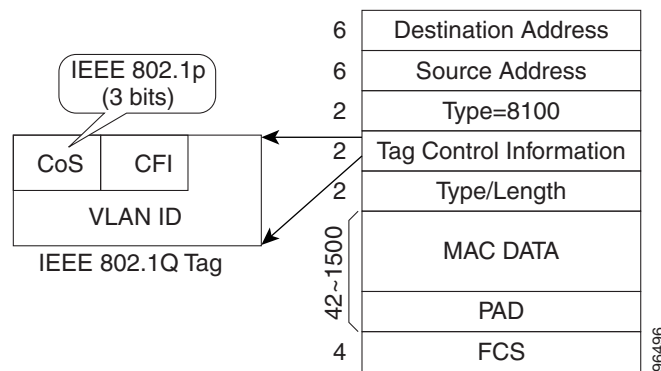 IEEE 802.1p
(3 bits)
CoS
CFI
VLAN ID
IEEE 802.1Q Tag
6 Destination Address
6 Source Address
2 Type=8100
2 Tag Control Information
2 Type/Length
42~1500
MAC DATA
PAD
4 FCS
96496